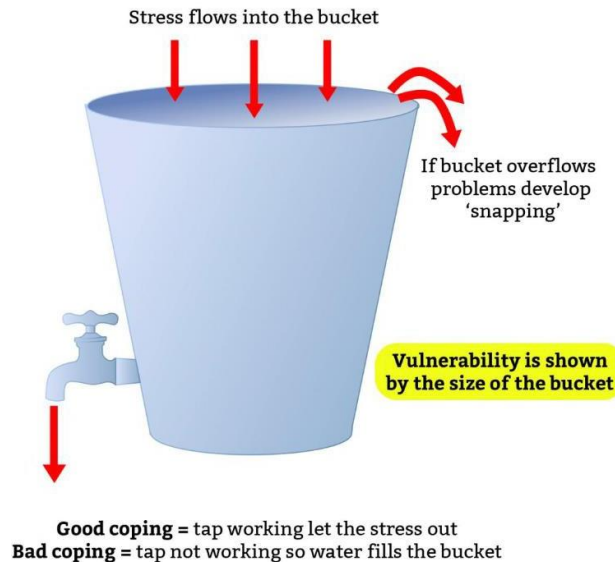 Stress flows into the bucket
If bucket overflows
problems develop
‘snapping’
Vulnerability is shown
by the size of the bucket
Good coping = tap working let the stress out
Bad coping = tap not working so water fills the bucket